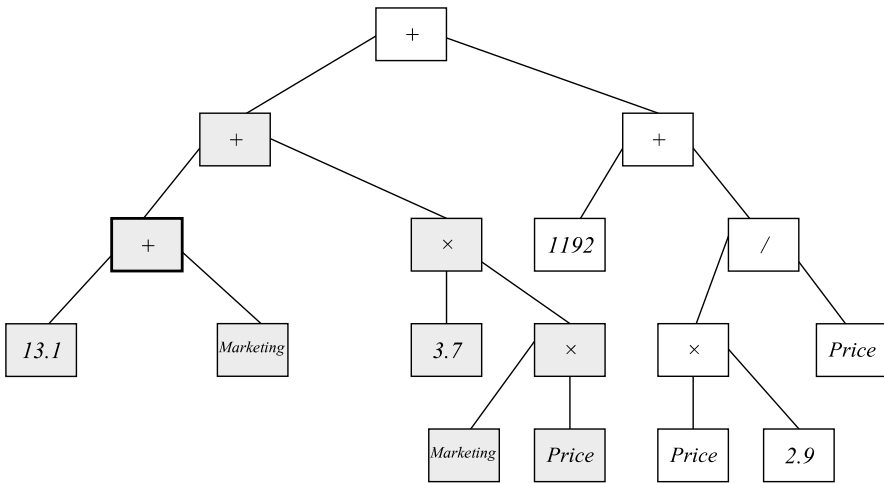 +
+
+
+
×
1192
/
13.1
Marketing
3.7
×
×
Price
Marketing
Price
Price
2.9